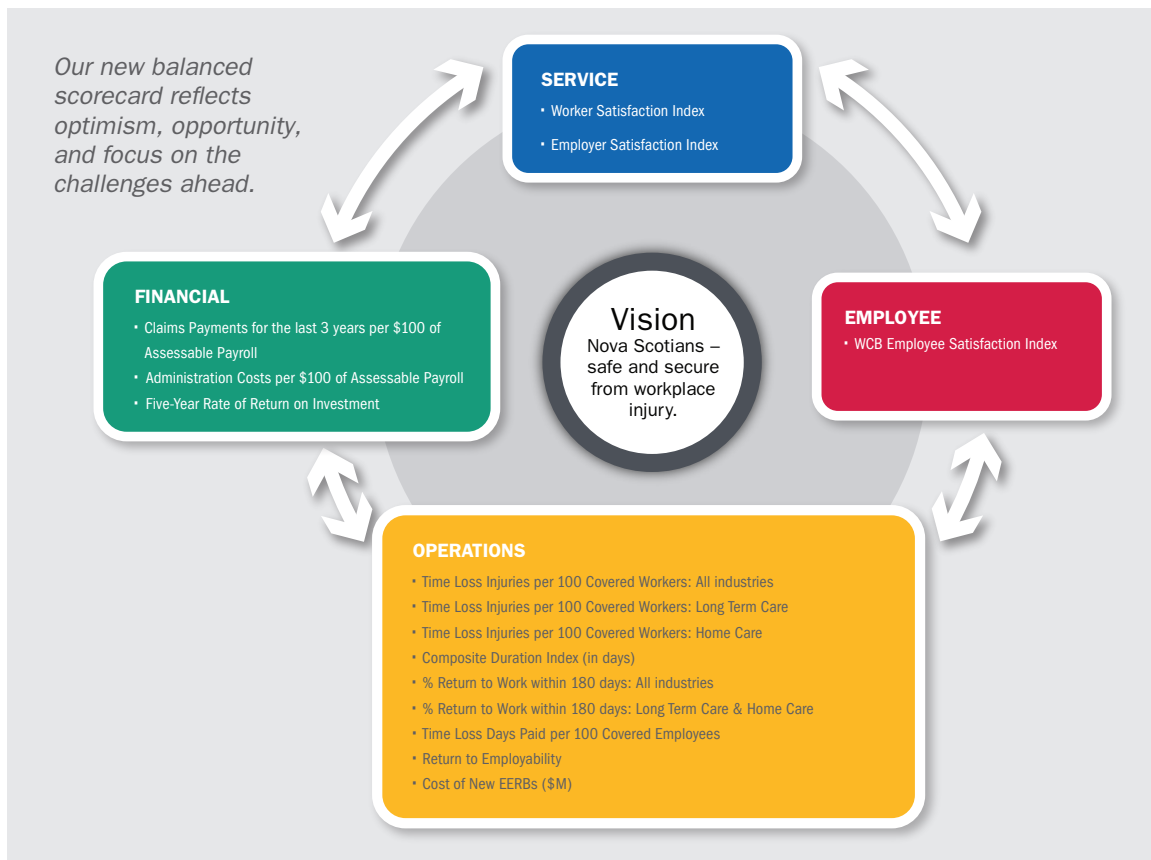 Our new balanced
scorecard reflects
optimism, opportunity,
and focus on the
challenges ahead.
SERVICE
• Worker Satisfaction Index
• Employer Satisfaction Index
FINANCIAL
• Claims Payments for the last 3 years per $100 of
Assessable Payroll
• Administration Costs per $100 of Assessable Payroll
• Five-Year Rate of Return on Investment
Vision
Nova Scotians –
safe and secure
from workplace
injury.
EMPLOYEE
• WCB Employee Satisfaction Index
OPERATIONS
• Time Loss Injuries per 100 Covered Workers: All industries
• Time Loss Injuries per 100 Covered Workers: Long Term Care
• Time Loss Injuries per 100 Covered Workers: Home Care
• Composite Duration Index (in days)
• % Return to Work within 180 days: All industries
• % Return to Work within 180 days: Long Term Care & Home Care
• Time Loss Days Paid per 100 Covered Employees
• Return to Employability
• Cost of New EERBs ($M)